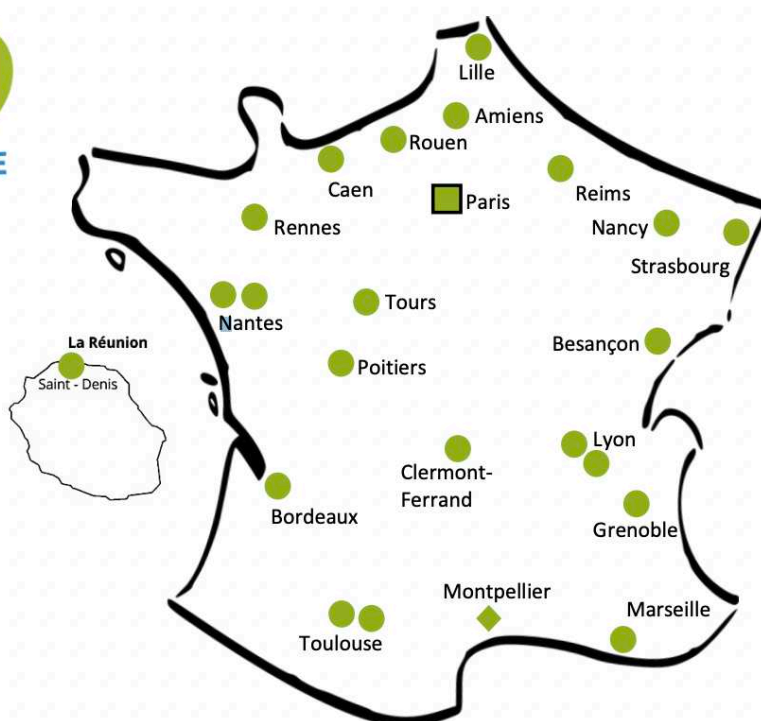 Lille
Amiens
Rouen
Caen
Reims
Paris
Rennes
Nancy
Strasbourg
Nantes
Tours
La Réunion
Saint - Denis
Besançon
Poitiers
Lyon
Clermont-
Ferrand
Bordeaux
Grenoble
Montpellier
Marseille
Toulouse
E